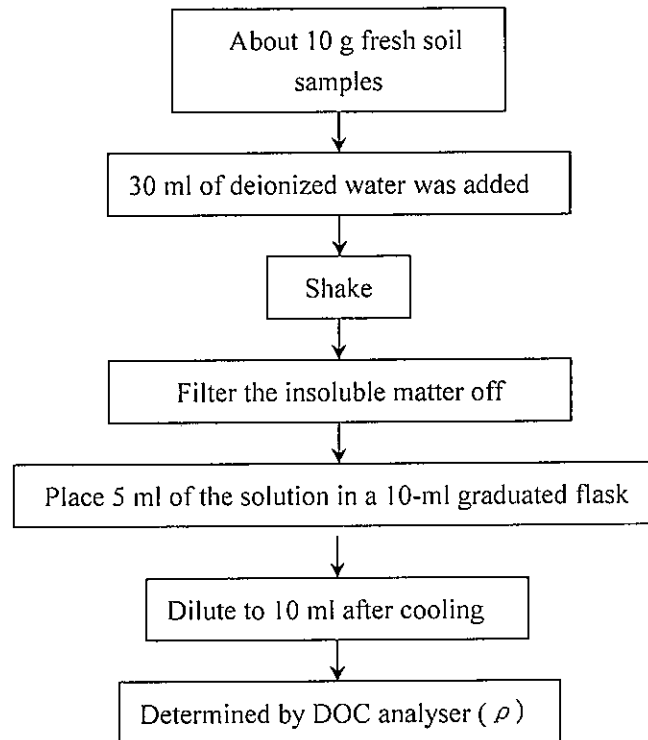 About 10 g fresh soil
samples
30 ml of deionized water was added
Shake
Filter the insoluble matter off
Place 5 ml of the solution in a 10-ml graduated flask
Dilute to 10 ml after cooling
Determined by DOC analyser (ρ)